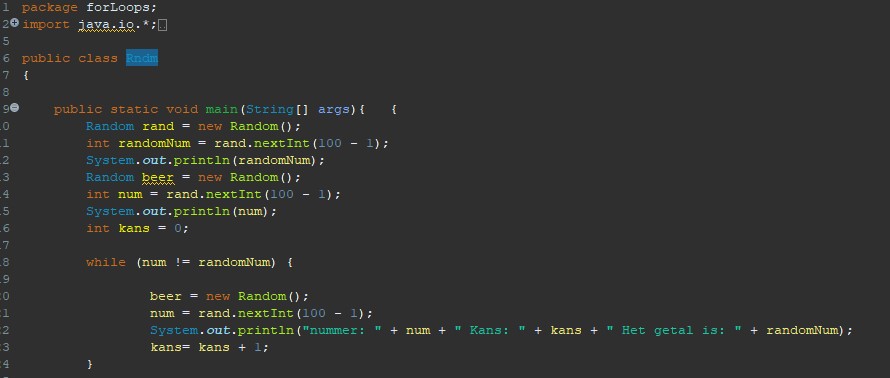 1 package forLoops;
2 import java.io.*;
5
6 public class Rndm
7 {
8
9 public static void main(String[] args){ {
.0 Random rand = new Random();
.1 int randomNum = rand.nextInt(100 - 1);
.2 System.out.println(randomNum);
.3 Random beer = new Random();
.4 int num = rand.nextInt(100 - 1);
.5 System.out.println(num);
.6 int kans = 0;
.7
.8 while (num != randomNum) {
.9
.0 beer = new Random();
.1 num = rand.nextInt(100 - 1);
.2 System.out.println("nummer: " + num + " Kans: " + kans + " Het getal is: " + randomNum);
.3 kans= kans + 1;
.4 }